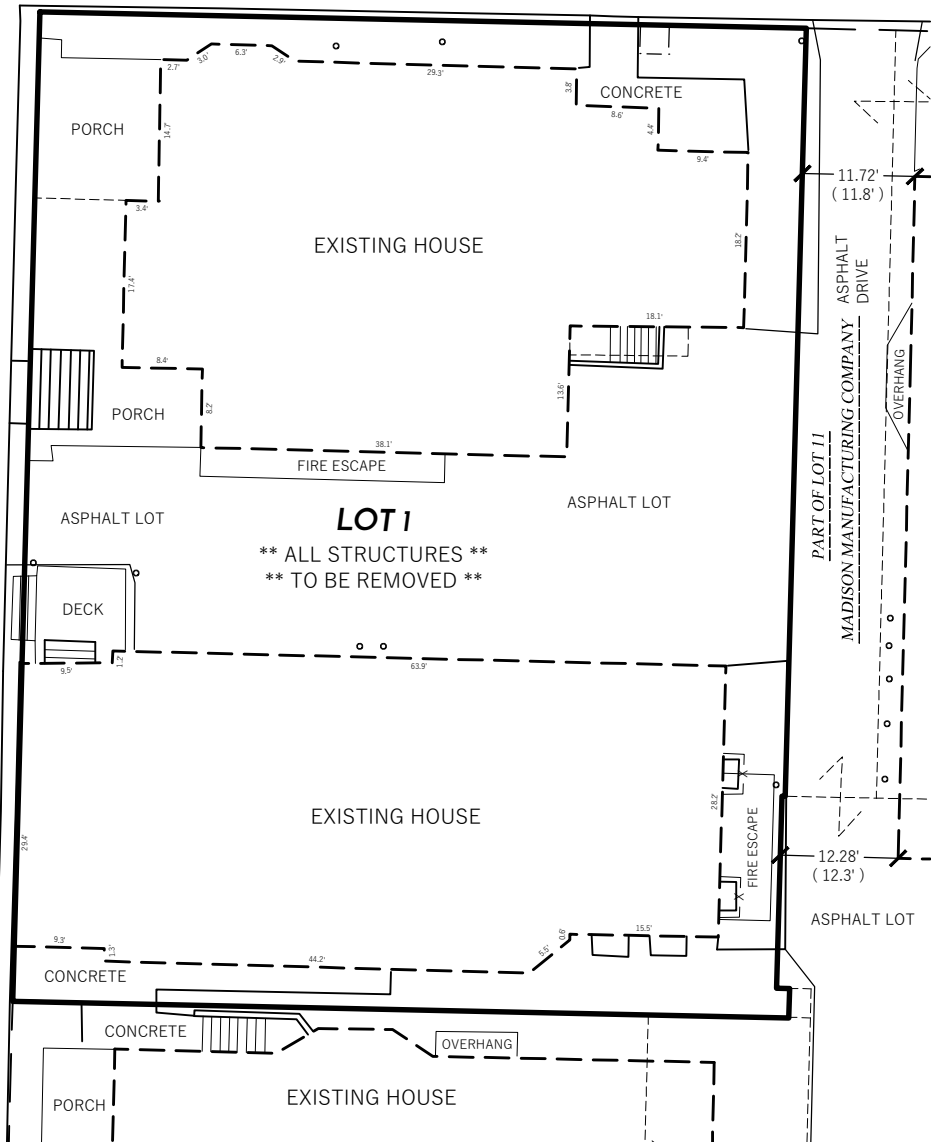 6.3'
3.0'
2.9'
2.7'
29.3'
3.8'
CONCRETE
8.6'
4.4'
9.4'
PORCH
14.7'
11.72'
( 11.8' )
3.4'
EXISTING HOUSE
18.2'
17.4'
ASPHALT
DRIVE
18.1'
8.4'
8.2'
13.6'
OVERHANG
PORCH
38.1'
FIRE ESCAPE
PART OF LOT 11
MADISON MANUFACTURING COMPANY
ASPHALT LOT
ASPHALT LOT
LOT 1
** ALL STRUCTURES **
** TO BE REMOVED **
DECK
9.5'
1.2'
63.9'
28.2'
EXISTING HOUSE
FIRE ESCAPE
29.4'
12.28'
( 12.3' )
ASPHALT LOT
9.3'
1.3'
44.2'
5.5'
0.6'
15.5'
CONCRETE
CONCRETE
OVERHANG
EXISTING HOUSE
PORCH